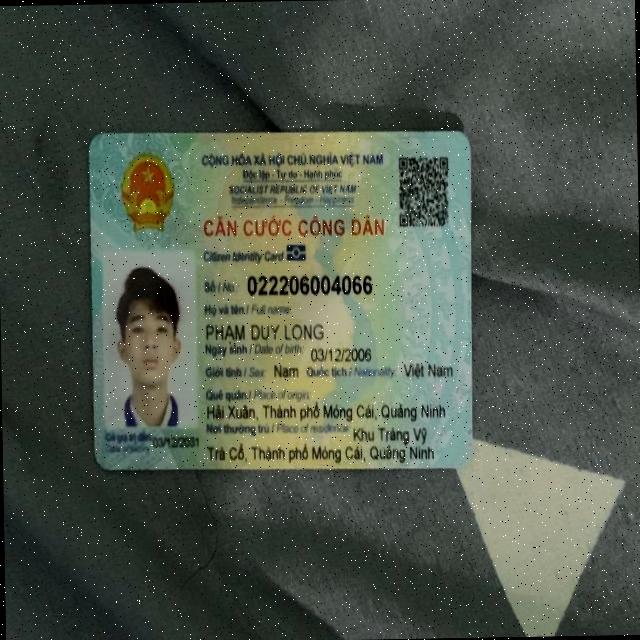 CỘNG HÒA XÃ HỘI CHỦ NGHĨA VIỆT NAM
Độc lập - Tự do - Hạnh phúc
SOCIALIST REPUBLIC OF VIET NAM
Independence - Freedom - Happiness
CĂN CƯỚC CÔNG DÂN
Citizen Identity Card
Số / No.: 022206004066
Họ và tên / Full name:
PHẠM DUY LONG
Ngày sinh / Date of birth: 03/12/2006
Giới tính / Sex: Nam Quốc tịch / Nationality: Việt Nam
Quê quán / Place of origin:
Hải Xuân, Thành phố Móng Cái, Quảng Ninh
Nơi thường trú / Place of residence: Khu Tràng Vỹ
Trà Cổ, Thành phố Móng Cái, Quảng Ninh
Có giá trị đến: 03/12/2031